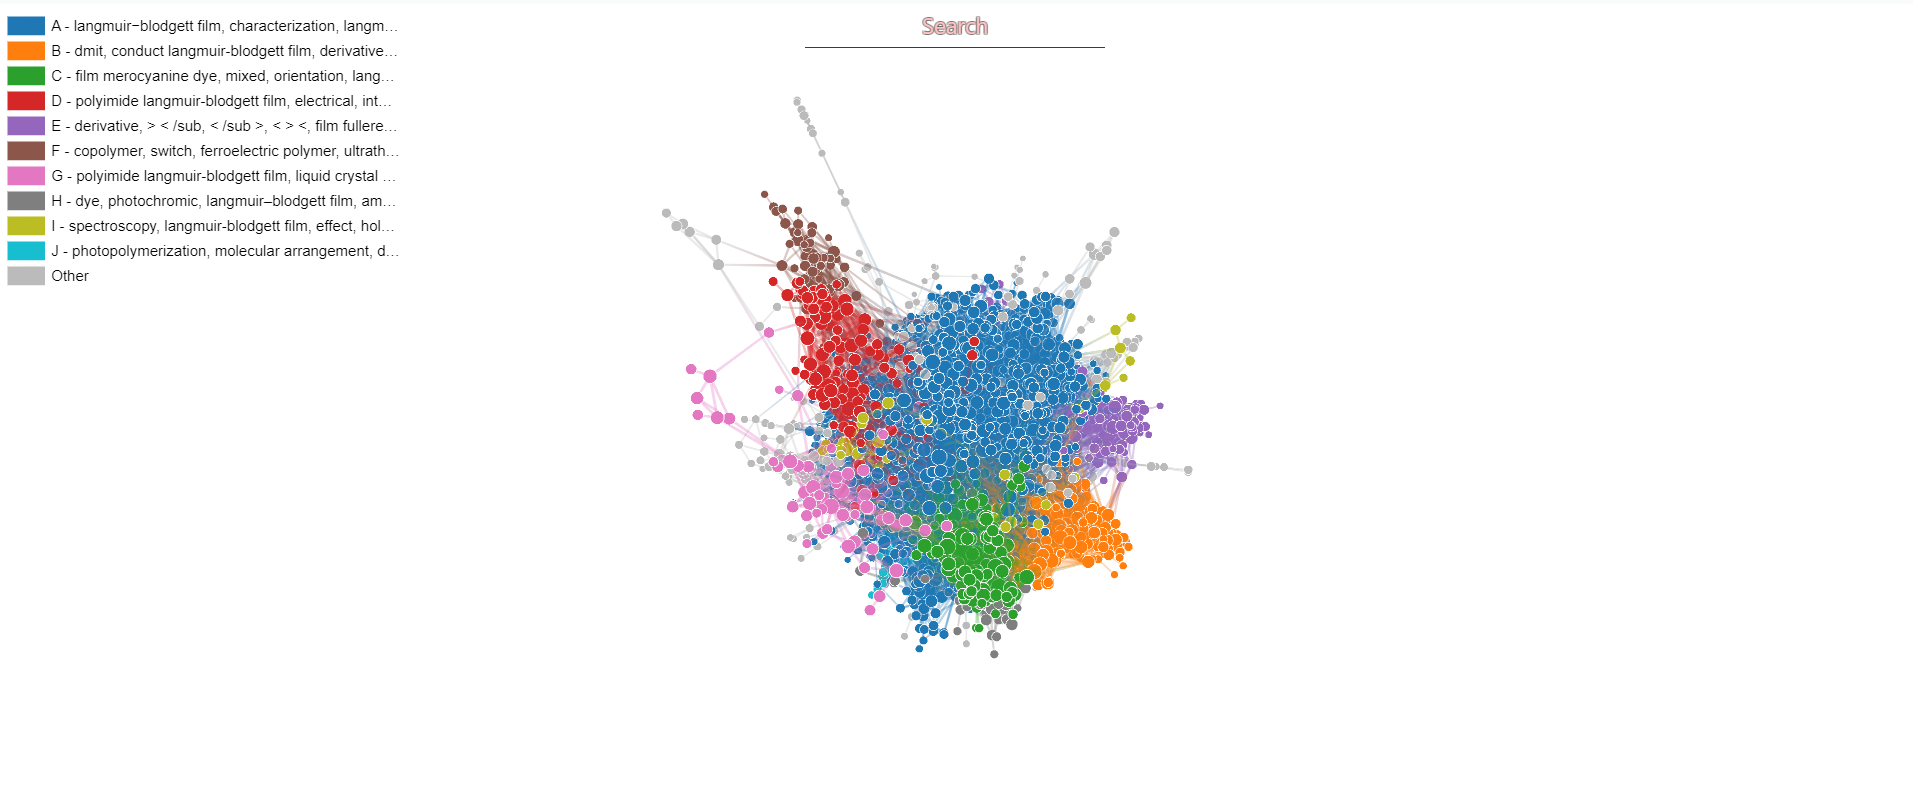 Search
A - langmuir−blodgett film, characterization, langm…
B - dmit, conduct langmuir-blodgett film, derivative…
C - film merocyanine dye, mixed, orientation, lang…
D - polyimide langmuir-blodgett film, electrical, int…
E - derivative, > < /sub, < /sub >, < > <, film fullere…
F - copolymer, switch, ferroelectric polymer, ultrath…
G - polyimide langmuir-blodgett film, liquid crystal …
H - dye, photochromic, langmuir–blodgett film, am…
I - spectroscopy, langmuir-blodgett film, effect, hol…
J - photopolymerization, molecular arrangement, d…
Other